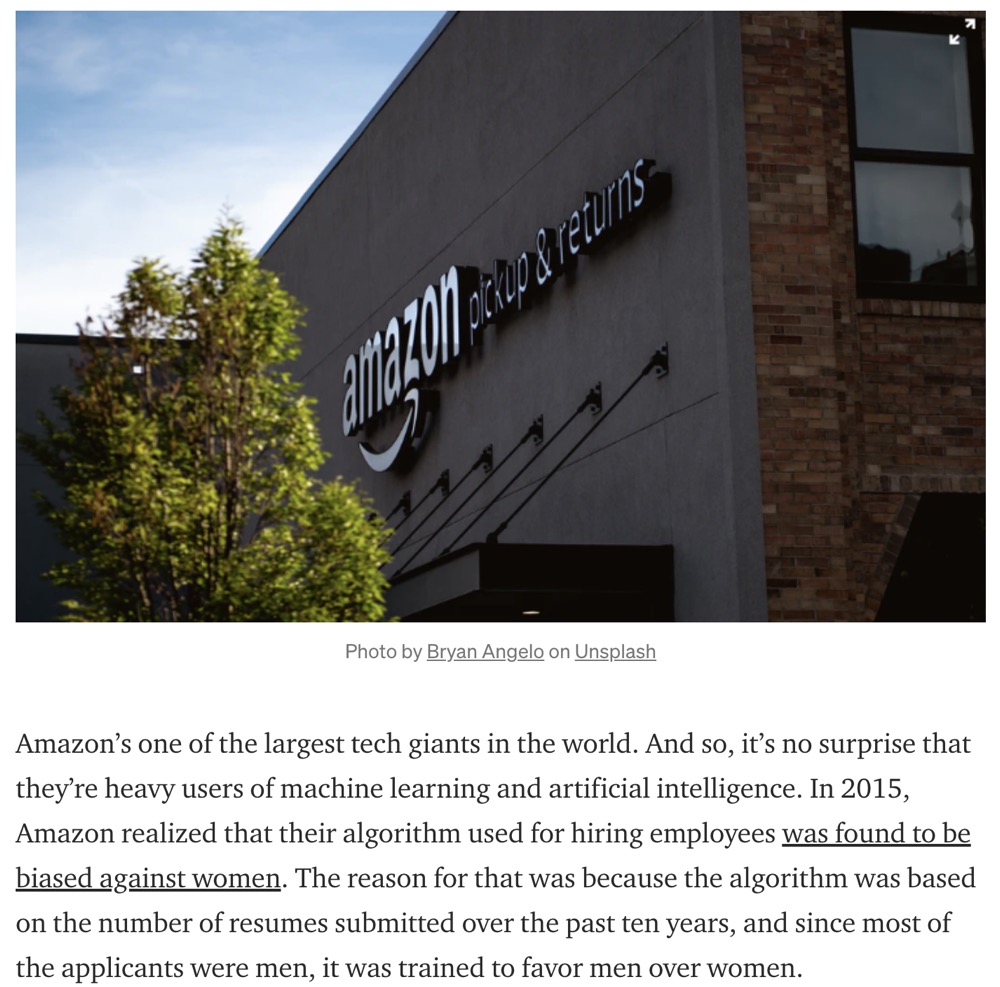 amazon pickup & returns
Photo by Bryan Angelo on Unsplash
Amazon’s one of the largest tech giants in the world. And so, it’s no surprise that
they’re heavy users of machine learning and artificial intelligence. In 2015,
Amazon realized that their algorithm used for hiring employees was found to be
biased against women. The reason for that was because the algorithm was based
on the number of resumes submitted over the past ten years, and since most of
the applicants were men, it was trained to favor men over women.